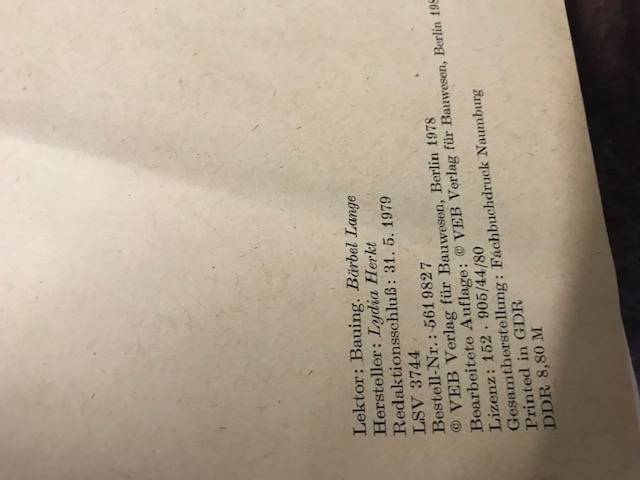 Lektor: Bauing. Bärbel Lange
Hersteller: Lydia Herkt
Redaktionsschluß: 31. 5. 1979
LSV 3744
Bestell-Nr.: 561 982 7
© VEB Verlag für Bauwesen, Berlin 1978
Bearbeitete Auflage: © VEB Verlag für Bauwesen, Berlin
Lizenz: 152 · 905/44/80
Gesamtherstellung: Fachbuchdruck Naumburg
Printed in GDR
DDR 8,80 M